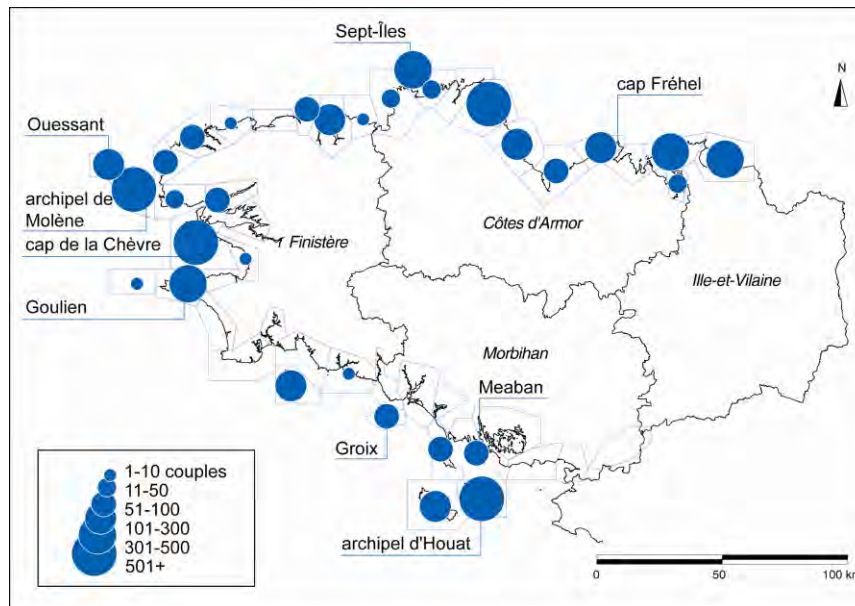 Sept-Îles
N
cap Fréhel
Ouessant
archipel de
Molène
cap de la Chèvre
Finistère
Côtes d'Armor
Ille-et-Vilaine
Goulien
Morbihan
Meaban
Groix
1-10 couples
11-50
51-100
101-300
301-500
501+
archipel d'Houat
0
50
100 km